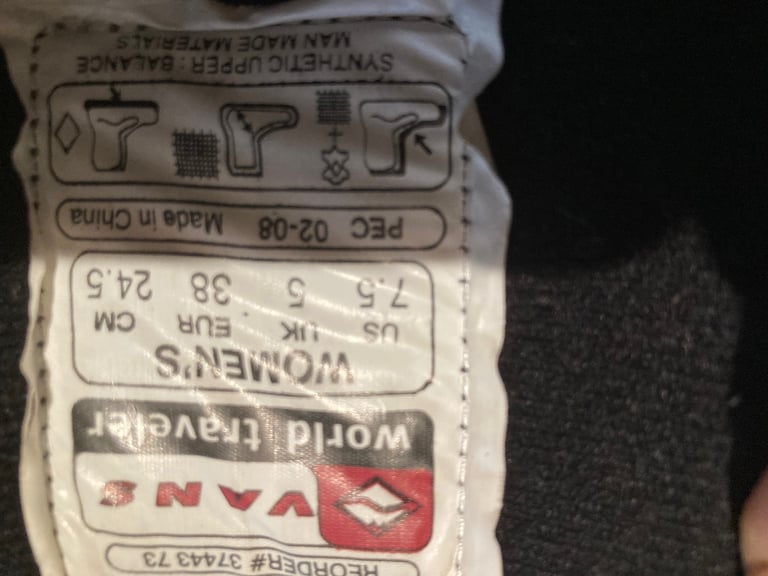 REORDER# 37443 73
VANS
world traveler
WOMEN'S
US UK EUR CM
7.5 5 38 24.5
PEC 02-08 Made in China
SYNTHETIC UPPER: BALANCE
MAN MADE MATERIALS